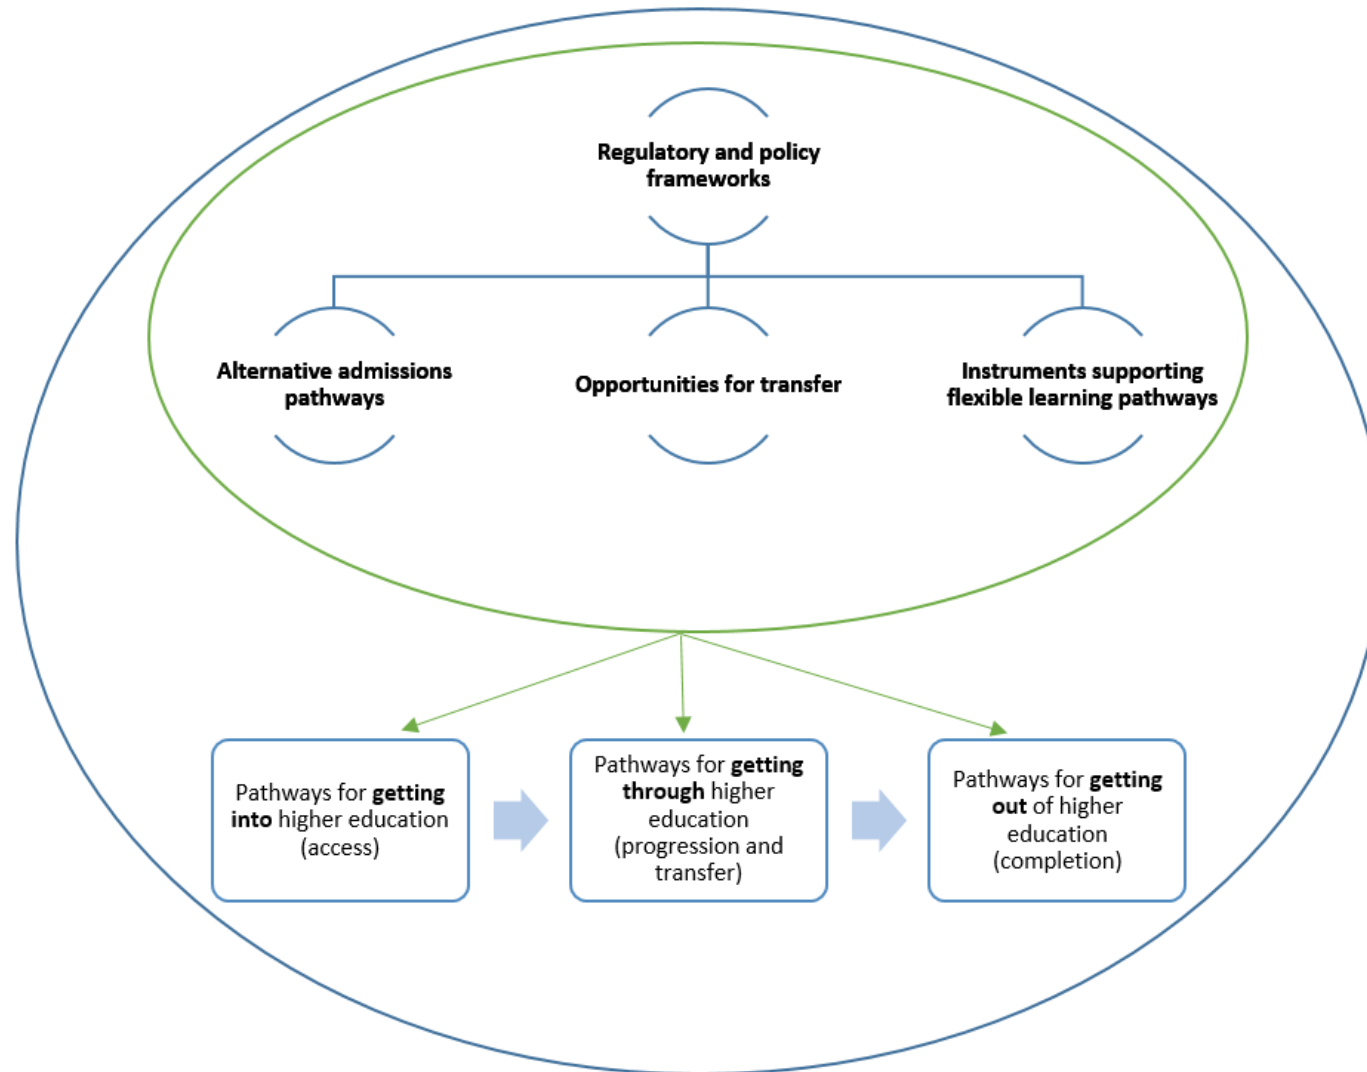 Regulatory and policy
frameworks
Alternative admissions
pathways
Opportunities for transfer
Instruments supporting
flexible learning pathways
Pathways for getting
into higher education
(access)
Pathways for getting
through higher
education
(progression and
transfer)
Pathways for getting
out of higher
education
(completion)